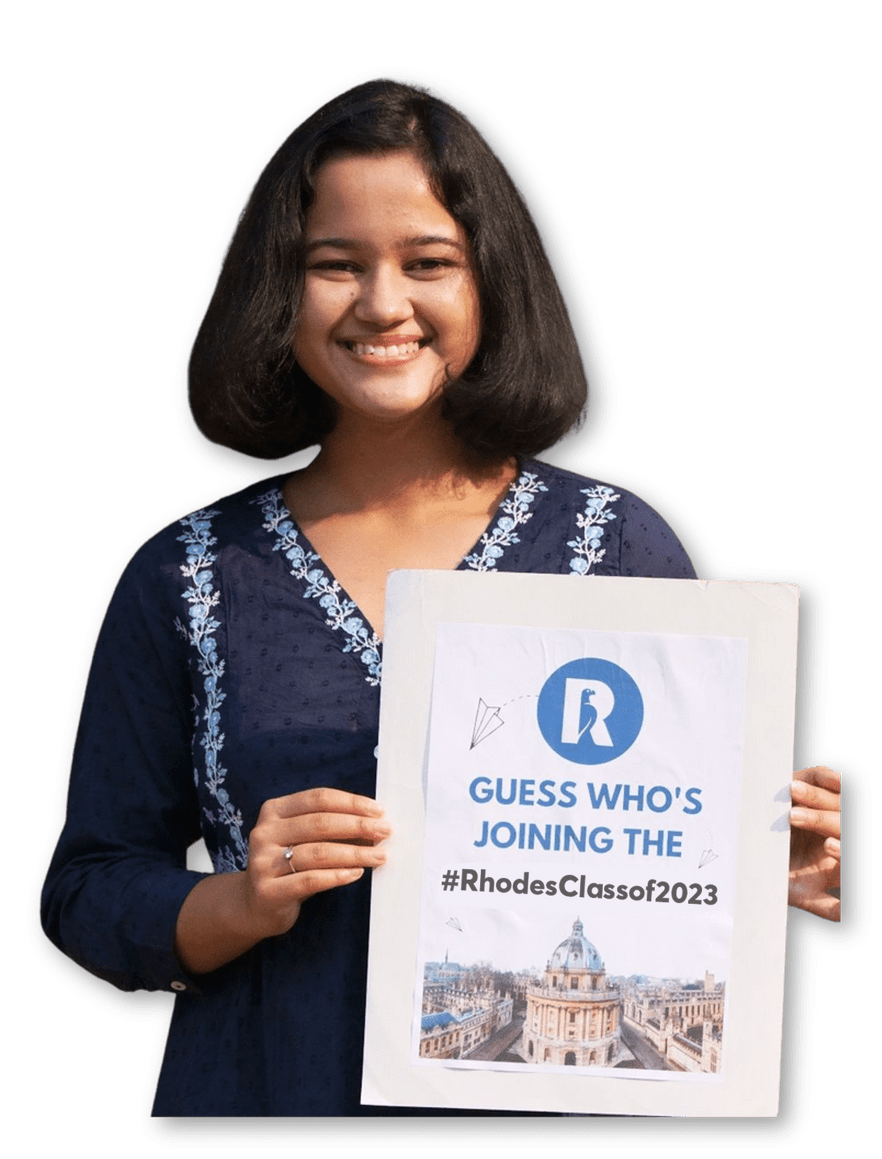 R
GUESS WHO'S
JOINING THE
#RhodesClassof2023